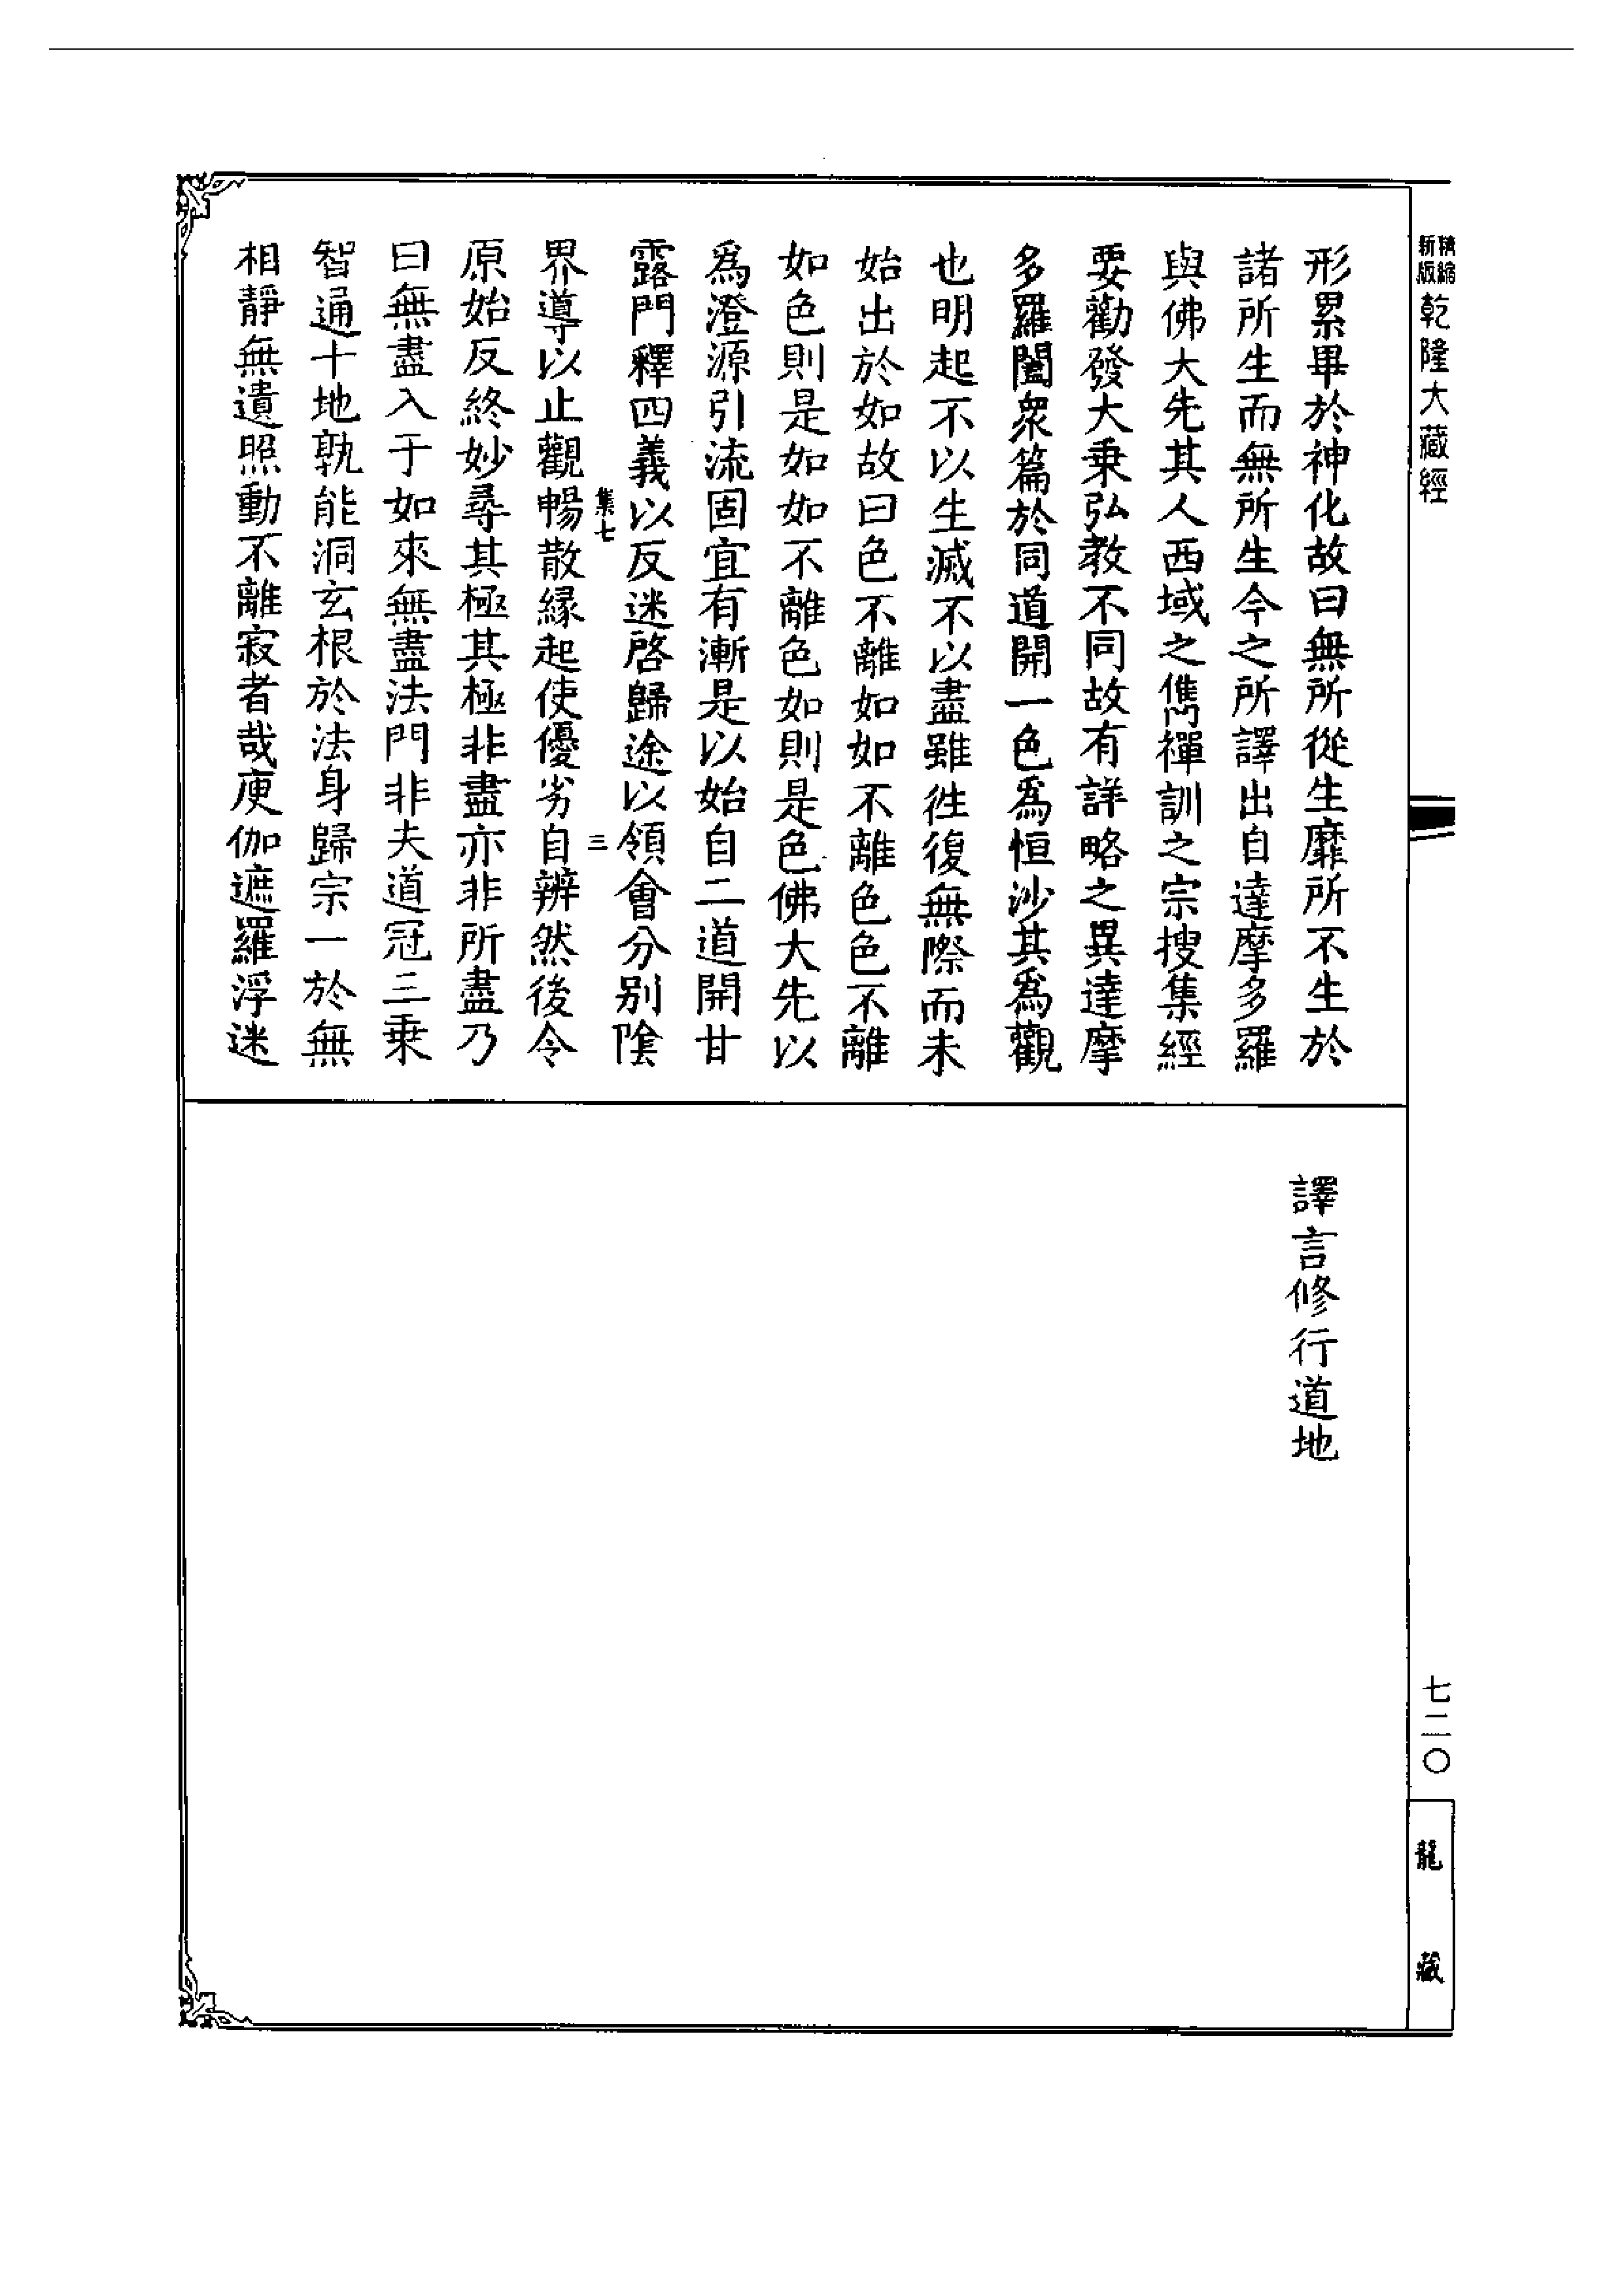 新版精縮乾隆大藏經
形累畢於神化故曰無所從生靡所不生於
諸所生而無所生今之所譯出自達摩多羅
與佛大先其人西域之儁禪訓之宗搜集經
要勸發大乗弘教不同故有詳略之異達摩
多羅闔衆篇於同道開一色為恒沙其為觀
也明起不以生滅不以盡雖徃復無際而未
始出於如故曰色不離如如不離色色不離
如色則是如如不離色如則是色佛大先以
為澄源引流固宜有漸是以始自二道開甘
露門釋四義以反迷啓歸途以領會分別隂
集七
三
界導以止觀暢散縁起使優劣自辨然後令
原始反終妙尋其極其極非盡亦非所盡乃
曰無盡入于如來無盡法門非夫道冠三乗
智通十地孰能洞玄根於法身歸宗一於無
相靜無遺照動不離寂者哉庾伽遮羅浮迷
譯言修行道地
七二〇
龍藏